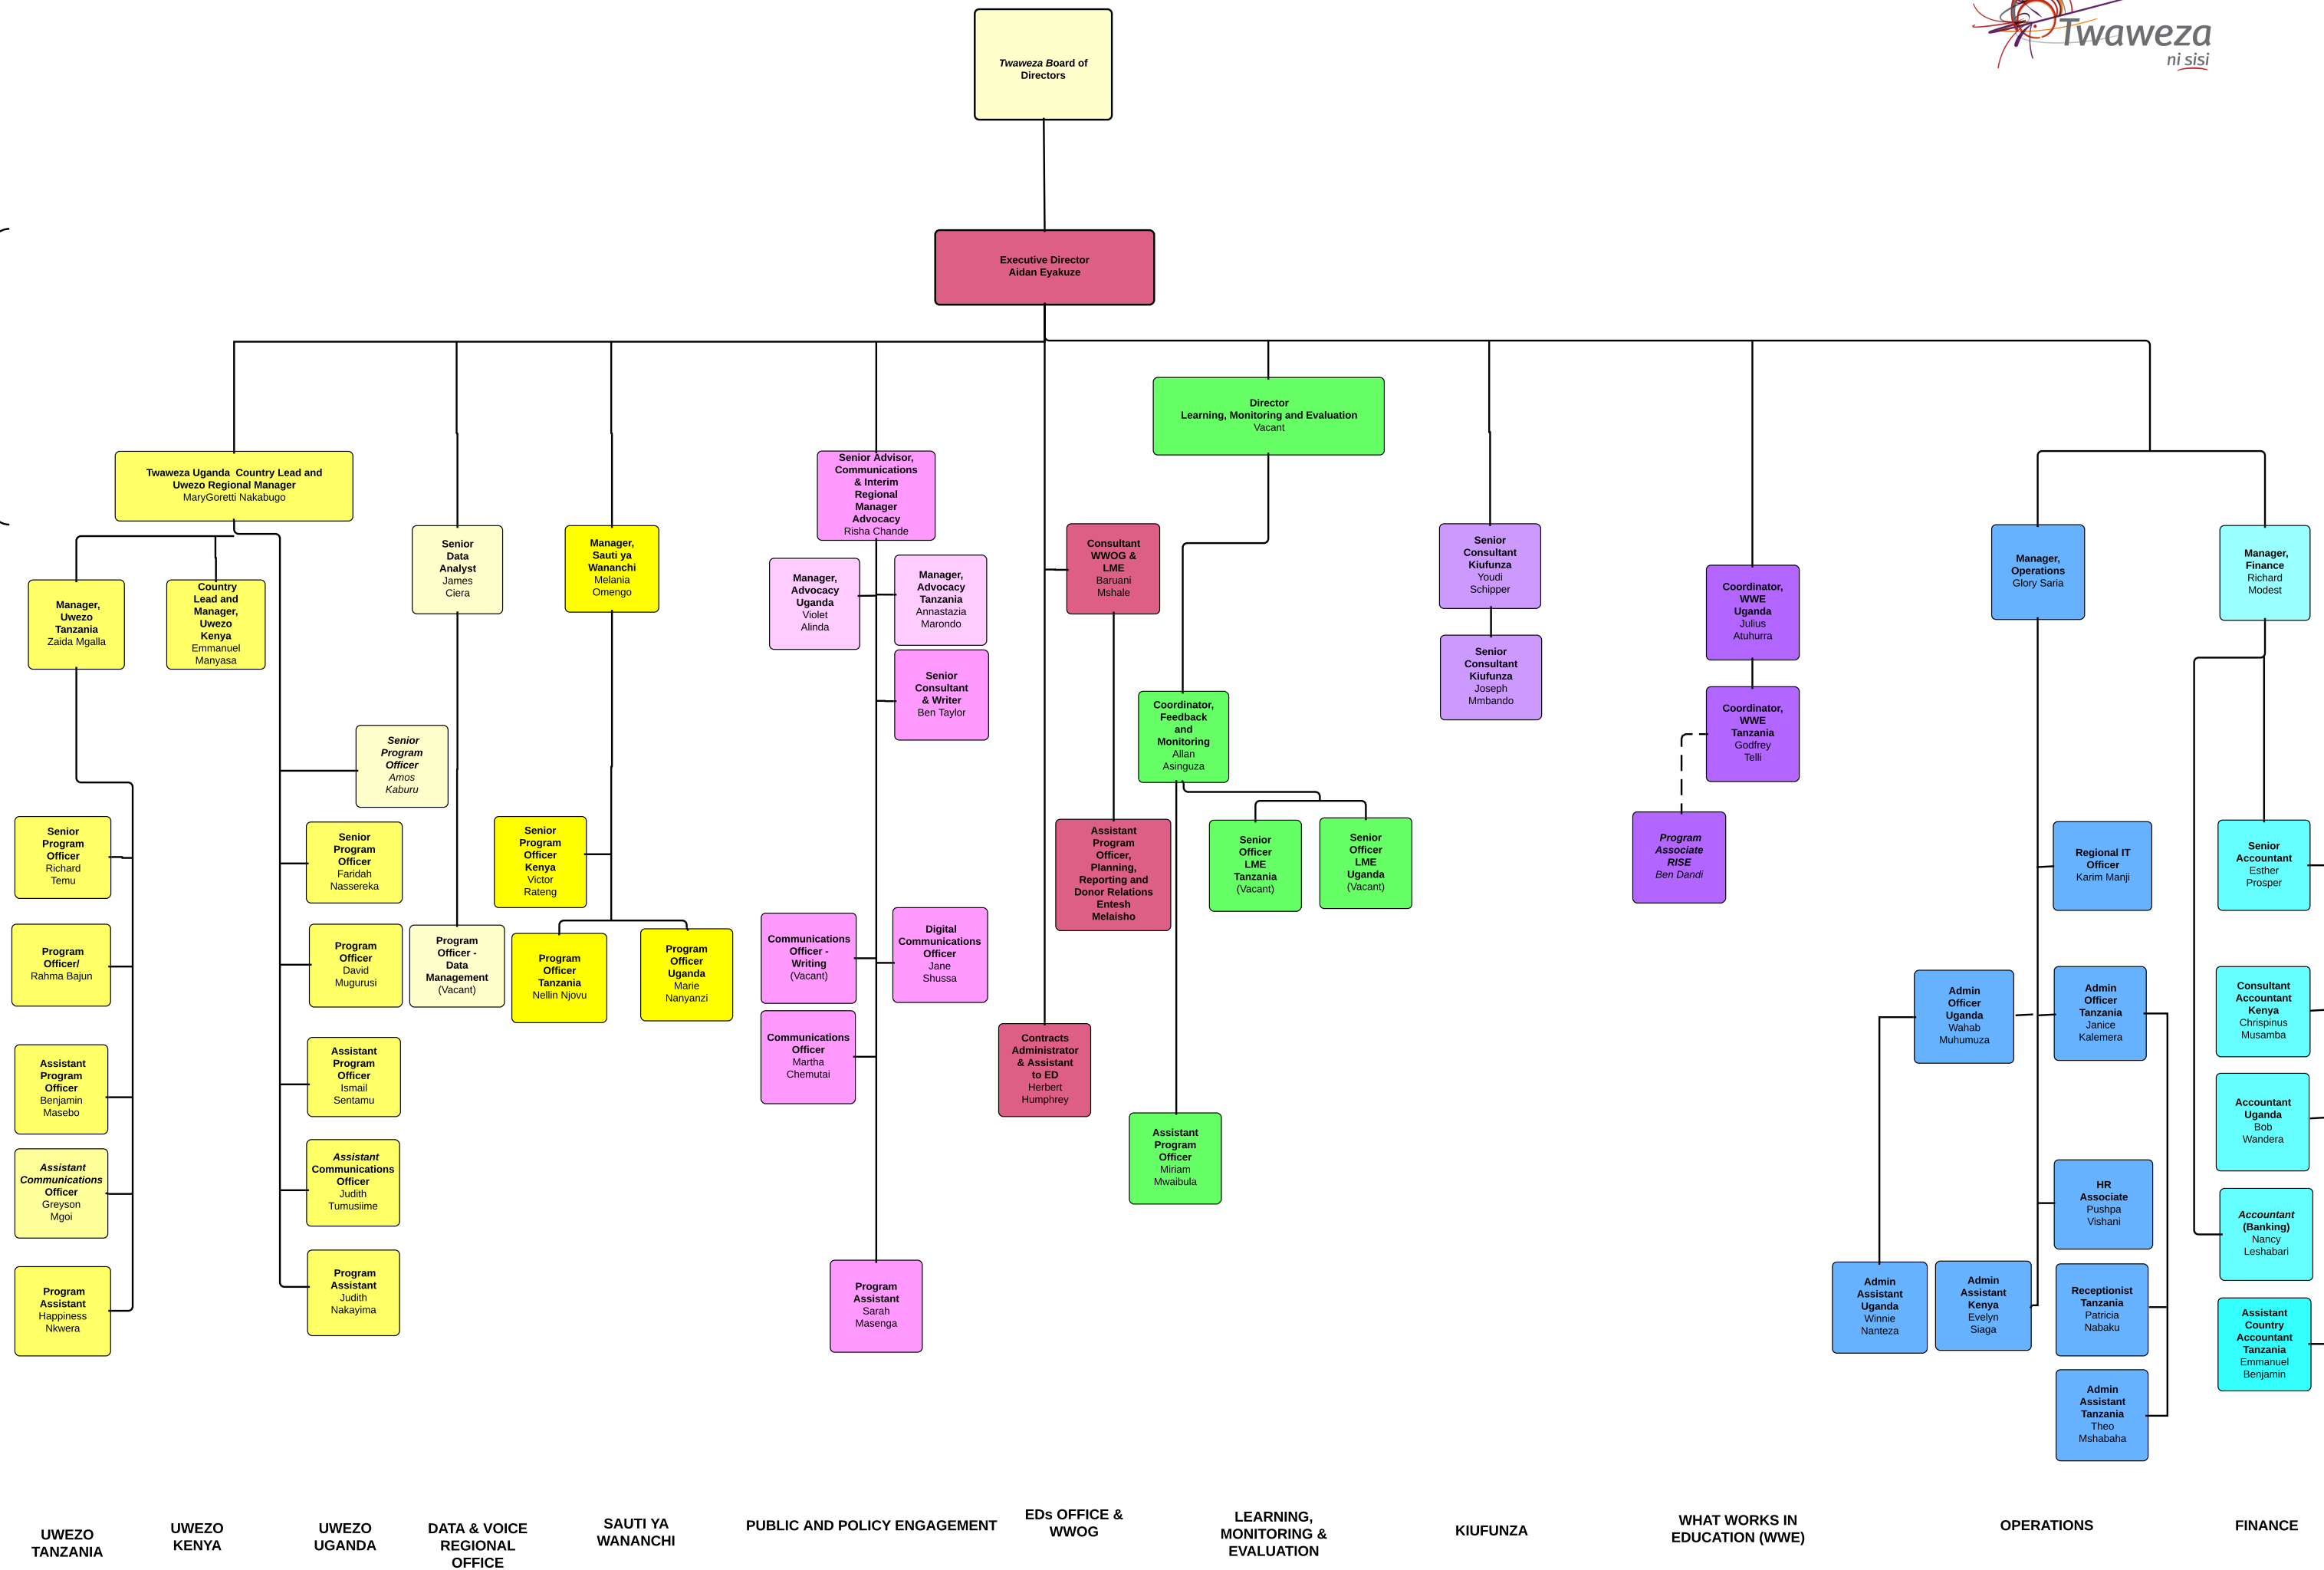 Twaweza
ni sisi
Twaweza Board of
Directors
Executive Director
Aidan Eyakuze
Director
Learning, Monitoring and Evaluation
Vacant
Twaweza Uganda  Country Lead and
Uwezo Regional Manager
MaryGoretti Nakabugo
Senior Advisor,
Communications
& Interim
Regional
Manager
Advocacy
Risha Chande
Senior
Data
Analyst
James
Ciera
Manager,
Sauti ya
Wananchi
Melania
Omengo
Manager,
Advocacy
Uganda
Violet
Alinda
Manager,
Advocacy
Tanzania
Annastazia
Marondo
Consultant
WWOG &
LME
Baruani
Mshale
Senior
Consultant
Kiufunza
Youdi
Schipper
Coordinator,
WWE
Uganda
Julius
Atuhurra
Manager,
Operations
Glory Saria
Manager,
Finance
Richard
Modest
Manager,
Uwezo
Tanzania
Zaida Mgalla
Country
Lead and
Manager,
Uwezo
Kenya
Emmanuel
Manyasa
Senior
Consultant
& Writer
Ben Taylor
Senior
Consultant
Kiufunza
Joseph
Mmbando
Coordinator,
Feedback
and
Monitoring
Allan
Asinguza
Coordinator,
WWE
Tanzania
Godfrey
Telli
Senior
Program
Officer
Amos
Kaburu
Senior
Program
Officer
Richard
Temu
Senior
Program
Officer
Faridah
Nassereka
Senior
Program
Officer
Kenya
Victor
Rateng
Assistant
Program
Officer,
Planning,
Reporting and
Donor Relations
Entesh
Melaisho
Senior
Officer
LME
Tanzania
(Vacant)
Senior
Officer
LME
Uganda
(Vacant)
Program
Associate
RISE
Ben Dandi
Regional IT
Officer
Karim Manji
Senior
Accountant
Esther
Prosper
Program
Officer/
Rahma Bajun
Program
Officer
David
Mugurusi
Program
Officer -
Data
Management
(Vacant)
Program
Officer
Tanzania
Nellin Njovu
Program
Officer
Uganda
Marie
Nanyanzi
Communications
Officer -
Writing
(Vacant)
Digital
Communications
Officer
Jane
Shussa
Admin
Officer
Uganda
Wahab
Muhumuza
Admin
Officer
Tanzania
Janice
Kalemera
Consultant
Accountant
Kenya
Chrispinus
Musamba
Assistant
Program
Officer
Benjamin
Masebo
Assistant
Program
Officer
Ismail
Sentamu
Communications
Officer
Martha
Chemutai
Contracts
Administrator
& Assistant
to ED
Herbert
Humphrey
Accountant
Uganda
Bob
Wandera
Assistant
Communications
Officer
Greyson
Mgoi
Assistant
Communications
Officer
Judith
Tumusiime
Assistant
Program
Officer
Miriam
Mwaibula
HR
Associate
Pushpa
Vishani
Accountant
(Banking)
Nancy
Leshabari
Program
Assistant
Happiness
Nkwera
Program
Assistant
Judith
Nakayima
Program
Assistant
Sarah
Masenga
Admin
Assistant
Uganda
Winnie
Nanteza
Admin
Assistant
Kenya
Evelyn
Siaga
Receptionist
Tanzania
Patricia
Nabaku
Assistant
Country
Accountant
Tanzania
Emmanuel
Benjamin
Admin
Assistant
Tanzania
Theo
Mshabaha
UWEZO
TANZANIA
UWEZO
KENYA
UWEZO
UGANDA
DATA & VOICE
REGIONAL
OFFICE
SAUTI YA
WANANCHI
PUBLIC AND POLICY ENGAGEMENT
EDs OFFICE &
WWOG
LEARNING,
MONITORING &
EVALUATION
KIUFUNZA
WHAT WORKS IN
EDUCATION (WWE)
OPERATIONS
FINANCE